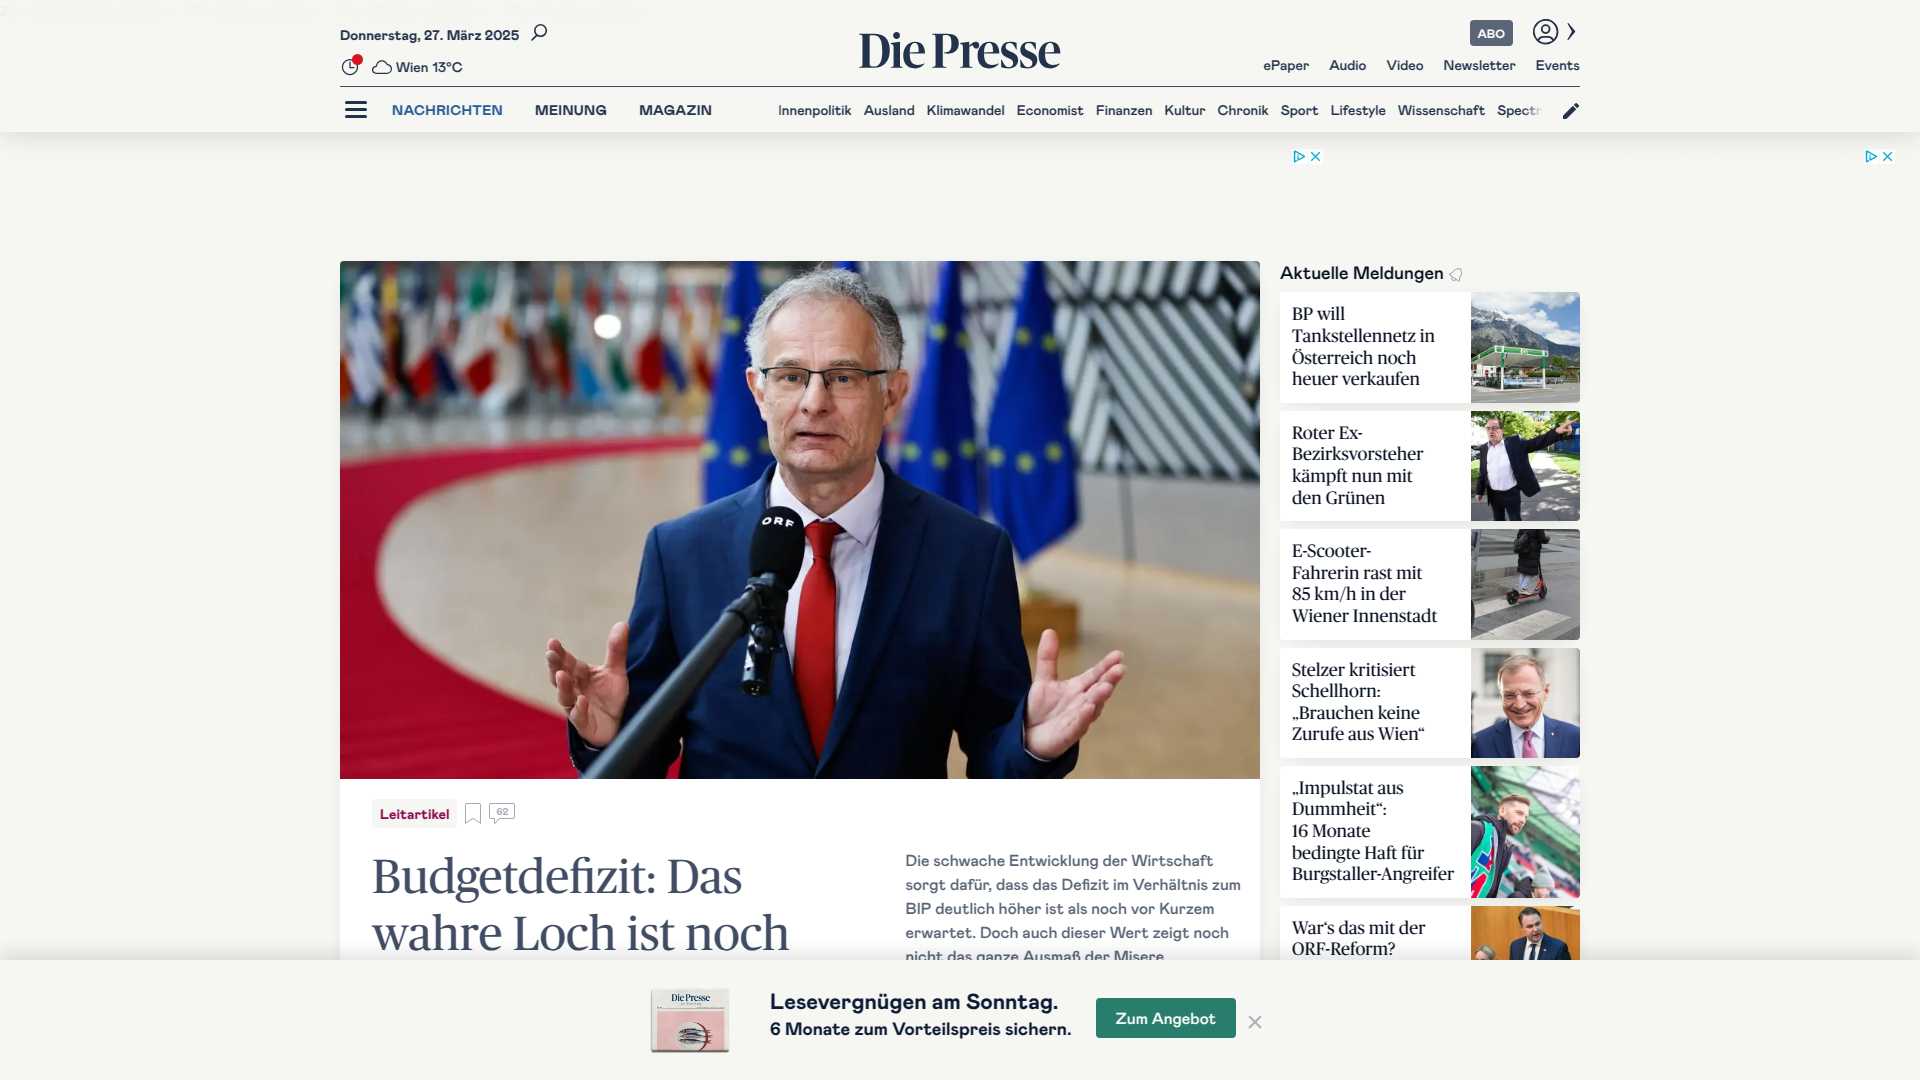 Donnerstag, 27. März 2025
Wien 13°C
Die Presse
ABO
ePaper Audio Video Newsletter Events
NACHRICHTEN MEINUNG MAGAZIN
Innenpolitik Ausland Klimawandel Economist Finanzen Kultur Chronik Sport Lifestyle Wissenschaft Spectr
ORF
Leitartikel
62
Budgetdefizit: Das
wahre Loch ist noch
Die schwache Entwicklung der Wirtschaft
sorgt dafür, dass das Defizit im Verhältnis zum
BIP deutlich höher ist als noch vor Kurzem
erwartet. Doch auch dieser Wert zeigt noch
nicht das ganze Ausmaß der Misere.
Aktuelle Meldungen
BP will
Tankstellennetz in
Österreich noch
heuer verkaufen
Roter Ex-
Bezirksvorsteher
kämpft nun mit
den Grünen
E-Scooter-
Fahrerin rast mit
85 km/h in der
Wiener Innenstadt
Stelzer kritisiert
Schellhorn:
„Brauchen keine
Zurufe aus Wien“
„Impulstat aus
Dummheit“:
16 Monate
bedingte Haft für
Burgstaller-Angreifer
War‘s das mit der
ORF-Reform?
Die Presse
Lesevergnügen am Sonntag.
6 Monate zum Vorteilspreis sichern.
Zum Angebot